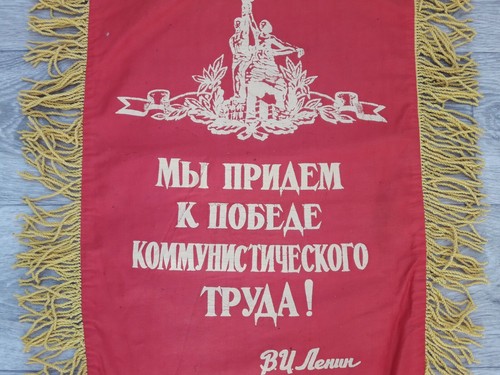 Мы придем
к победе
коммунистического
труда!
В.И. Ленин